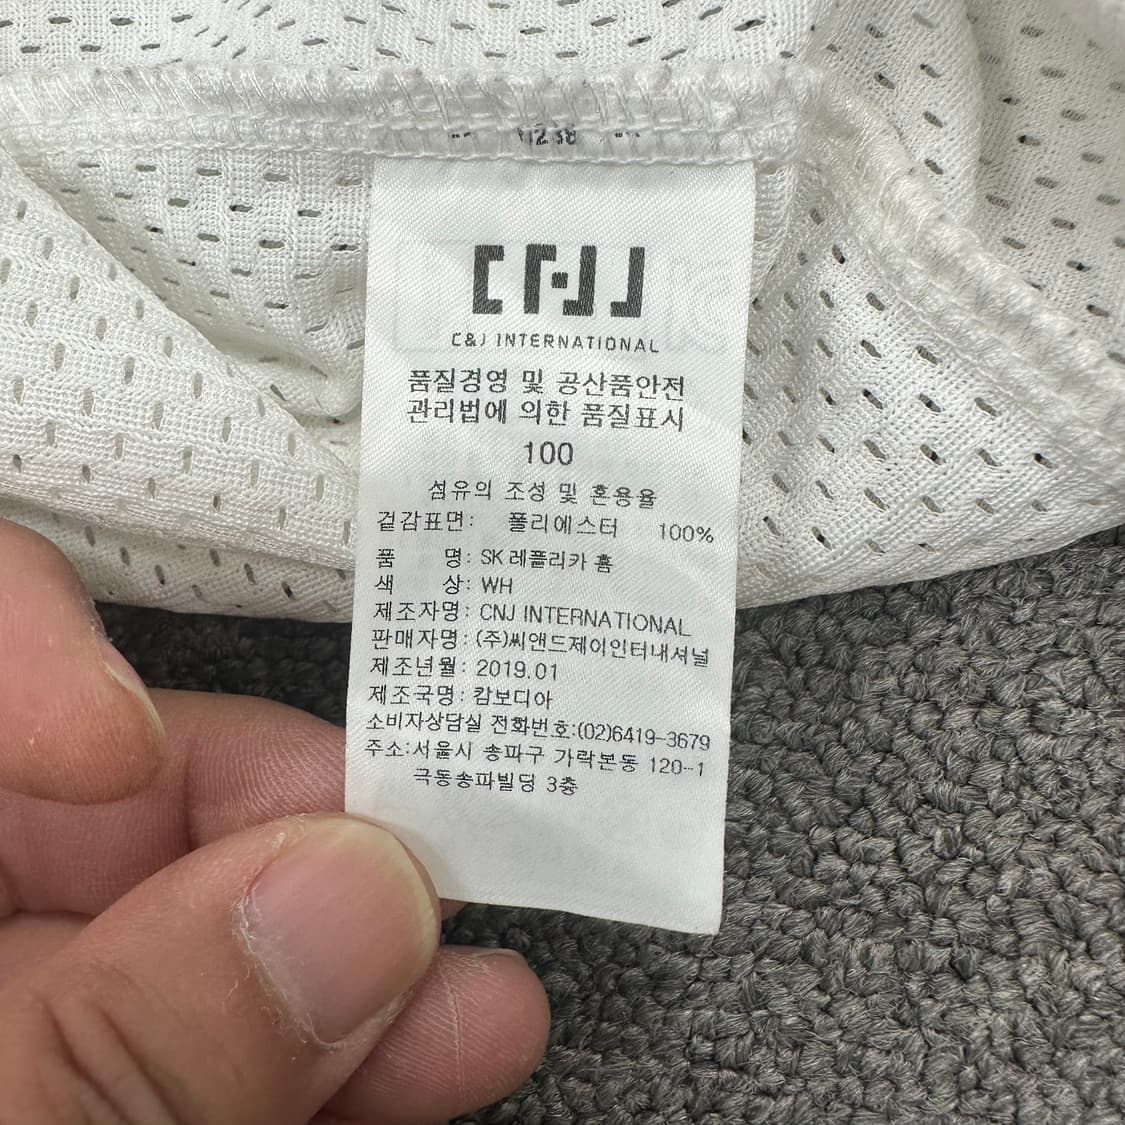 C&J INTERNATIONAL
품질경영 및 공산품안전
관리법에 의한 품질표시
100
섬유의 조성 및 혼용율
겉감표면: 폴리에스터 100%
품 명: SK 레플리카 홈
색 상: WH
제조자명: CNJ INTERNATIONAL
판매자명: (주)씨앤드제이인터내셔널
제조년월: 2019.01
제조국명: 캄보디아
소비자상담실 전화번호:(02)6419-3679
주소:서울시 송파구 가락본동 120-1
극동송파빌딩 3층